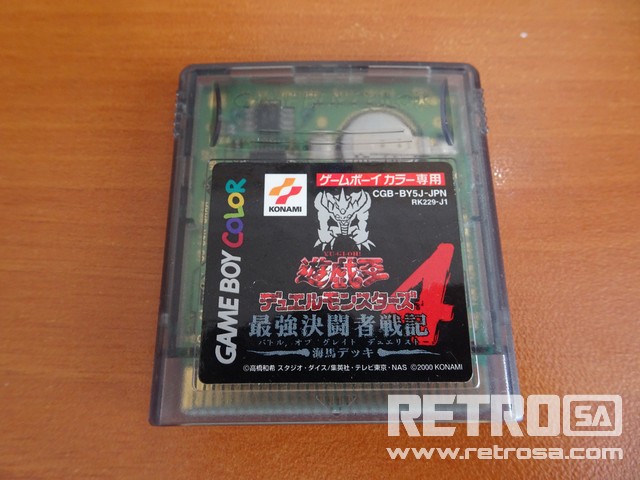 GAME BOY COLOR
KONAMI
ゲームボーイカラー専用
CGB-BY5J-JPN
RK229-J1
YU-GI-OH!
遊戯王
デュエルモンスターズ4
最強決闘者戦記
バトル オブ グレイト デュエリスト
海馬デッキ
©高橋和希 スタジオ・ダイス/集英社・テレビ東京・NAS ©2000 KONAMI
RETROSA
www.retrosa.com